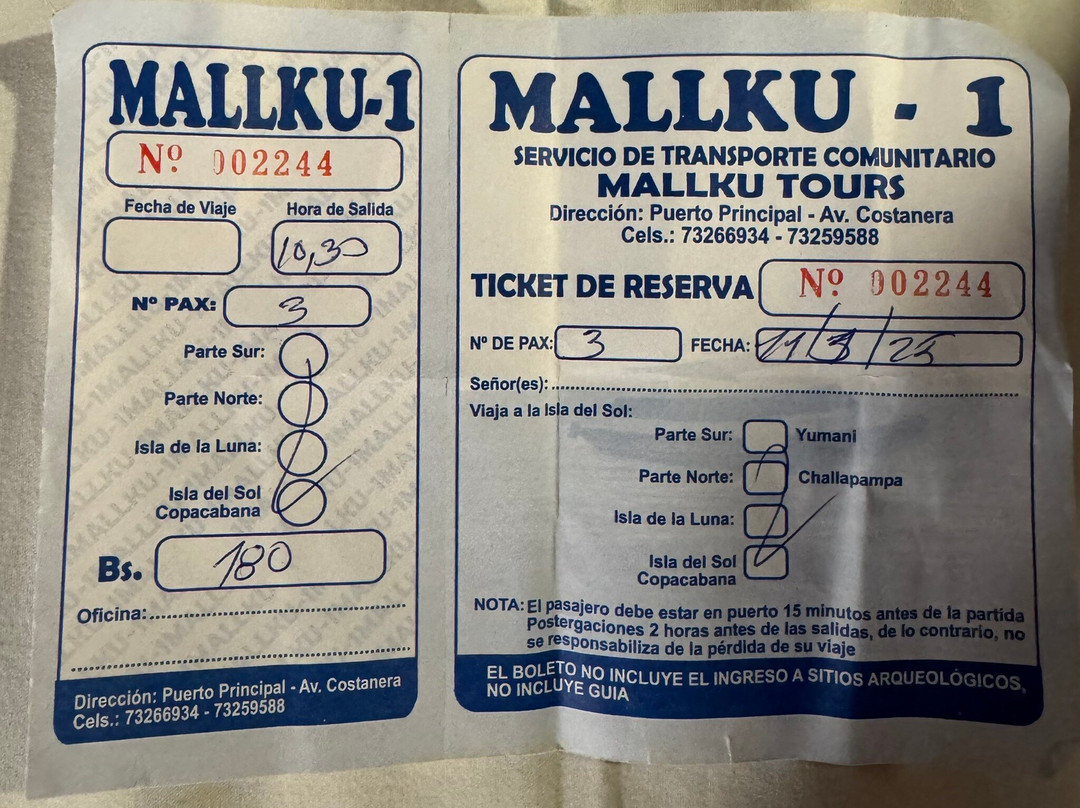 MALLKU-1
Nº 002244
Fecha de Viaje Hora de Salida
10,30
Nº PAX: 3
Parte Sur:
Parte Norte:
Isla de la Luna:
Isla del Sol
Copacabana
Bs. 180
Oficina:
Dirección: Puerto Principal - Av. Costanera
Cels.: 73266934 - 73259588
MALLKU - 1
SERVICIO DE TRANSPORTE COMUNITARIO
MALLKU TOURS
Dirección: Puerto Principal - Av. Costanera
Cels.: 73266934 - 73259588
TICKET DE RESERVA Nº 002244
Nº DE PAX: 3 FECHA: 11/3/25
Señor(es):
Viaja a la Isla del Sol:
Parte Sur: Yumani
Parte Norte: Challapampa
Isla de la Luna:
Isla del Sol
Copacabana
NOTA: El pasajero debe estar en puerto 15 minutos antes de la partida
Postergaciones 2 horas antes de las salidas, de lo contrario, no
se responsabiliza de la pérdida de su viaje
EL BOLETO NO INCLUYE EL INGRESO A SITIOS ARQUEOLÓGICOS,
NO INCLUYE GUIA